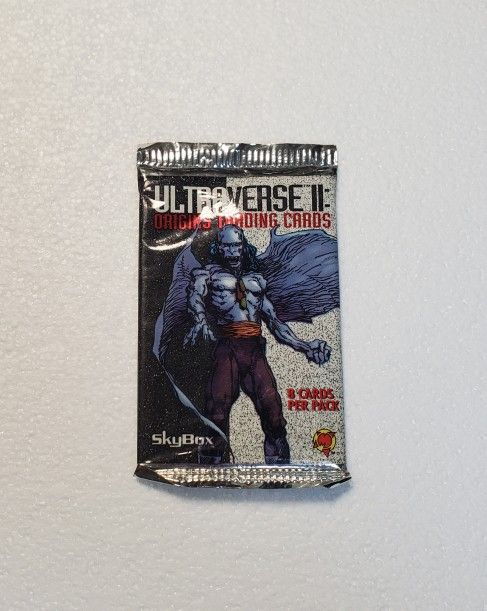 ULTRAVERSE II:
ORIGINS TRADING CARDS
8 CARDS
PER PACK
SkyBox